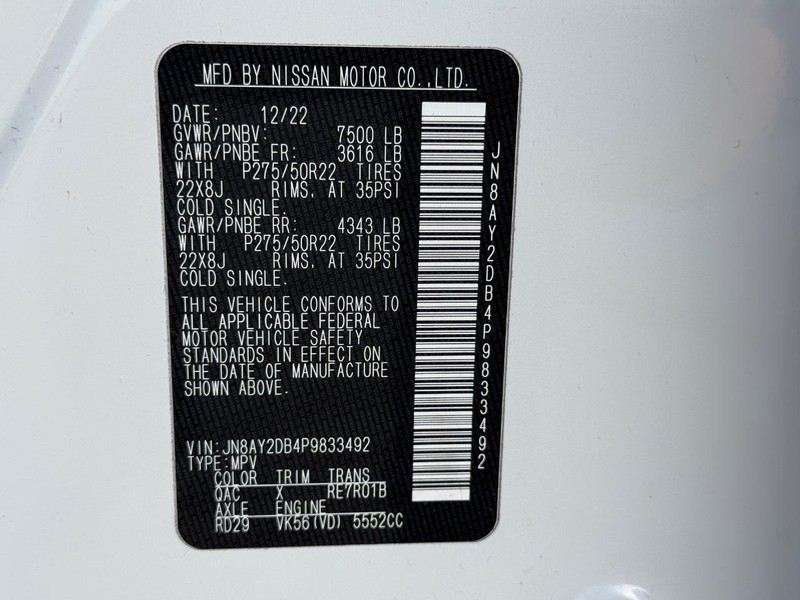 MFD BY NISSAN MOTOR CO.,LTD.
DATE: 12/22
GVWR/PNBV: 7500 LB
GAWR/PNBE FR: 3616 LB
WITH P275/50R22 TIRES
22X8J RIMS, AT 35PSI
COLD SINGLE.
GAWR/PNBE RR: 4343 LB
WITH P275/50R22 TIRES
22X8J RIMS, AT 35PSI
COLD SINGLE.
THIS VEHICLE CONFORMS TO
ALL APPLICABLE FEDERAL
MOTOR VEHICLE SAFETY
STANDARDS IN EFFECT ON
THE DATE OF MANUFACTURE
SHOWN ABOVE.
VIN:JN8AY2DB4P9833492
TYPE:MPV
COLOR TRIM TRANS
QAC X RE7R01B
AXLE ENGINE
RD29 VK56(VD) 5552CC
JN8AY2DB4P9833492